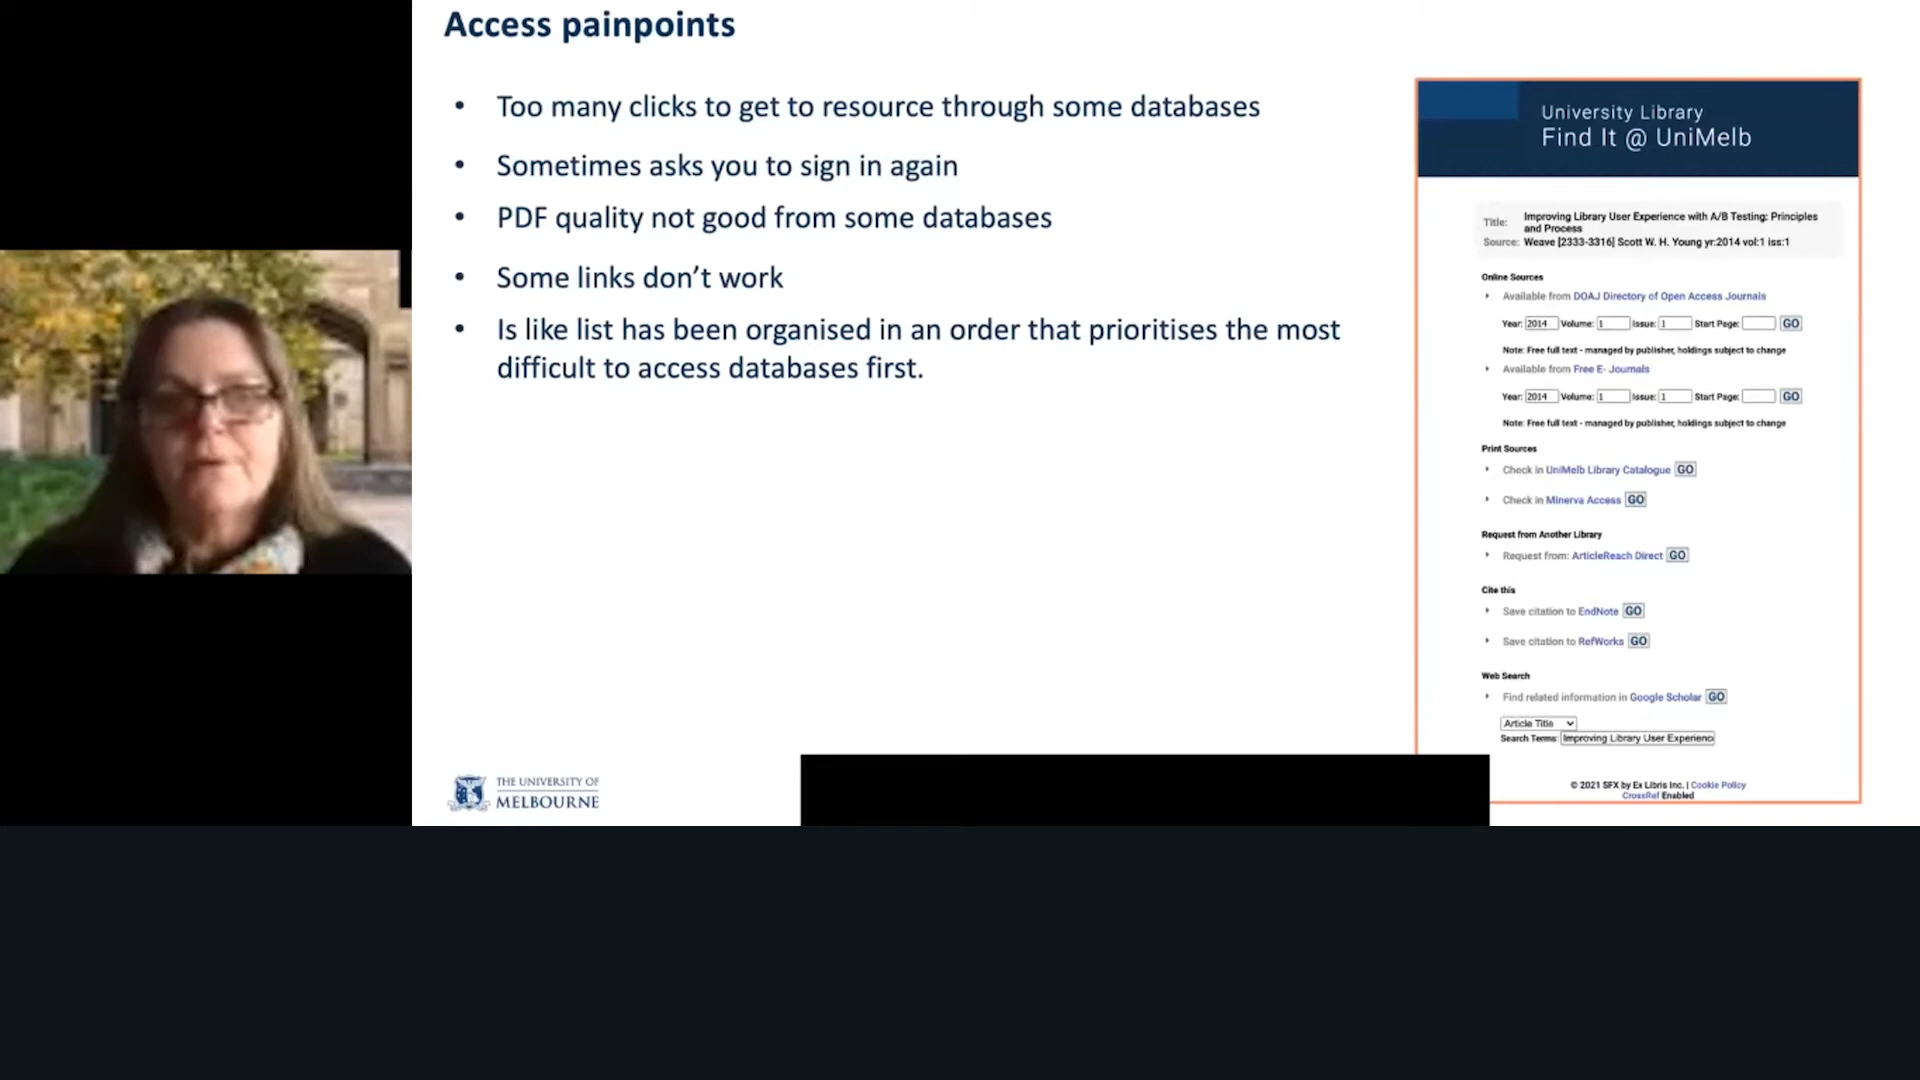 Access painpoints
• Too many clicks to get to resource through some databases
• Sometimes asks you to sign in again
• PDF quality not good from some databases
• Some links don’t work
• Is like list has been organised in an order that prioritises the most
difficult to access databases first.
THE UNIVERSITY OF
MELBOURNE
University Library
Find It @ UniMelb
Title: Improving Library User Experience with A/B Testing: Principles
and Process
Source: Weave [2333-3316] Scott W. H. Young yr:2014 vol:1 iss:1
Online Sources
Available from DOAJ Directory of Open Access Journals
Year: 2014 Volume: 1 Issue: 1 Start Page: GO
Note: Free full text - managed by publisher, holdings subject to change
Available from Free E- Journals
Year: 2014 Volume: 1 Issue: 1 Start Page: GO
Note: Free full text - managed by publisher, holdings subject to change
Print Sources
Check in UniMelb Library Catalogue GO
Check in Minerva Access GO
Request from Another Library
Request from: ArticleReach Direct GO
Cite this
Save citation to EndNote GO
Save citation to RefWorks GO
Web Search
Find related information in Google Scholar GO
Article Title
Search Terms: Improving Library User Experienc
© 2021 SFX by Ex Libris Inc. | Cookie Policy
CrossRef Enabled